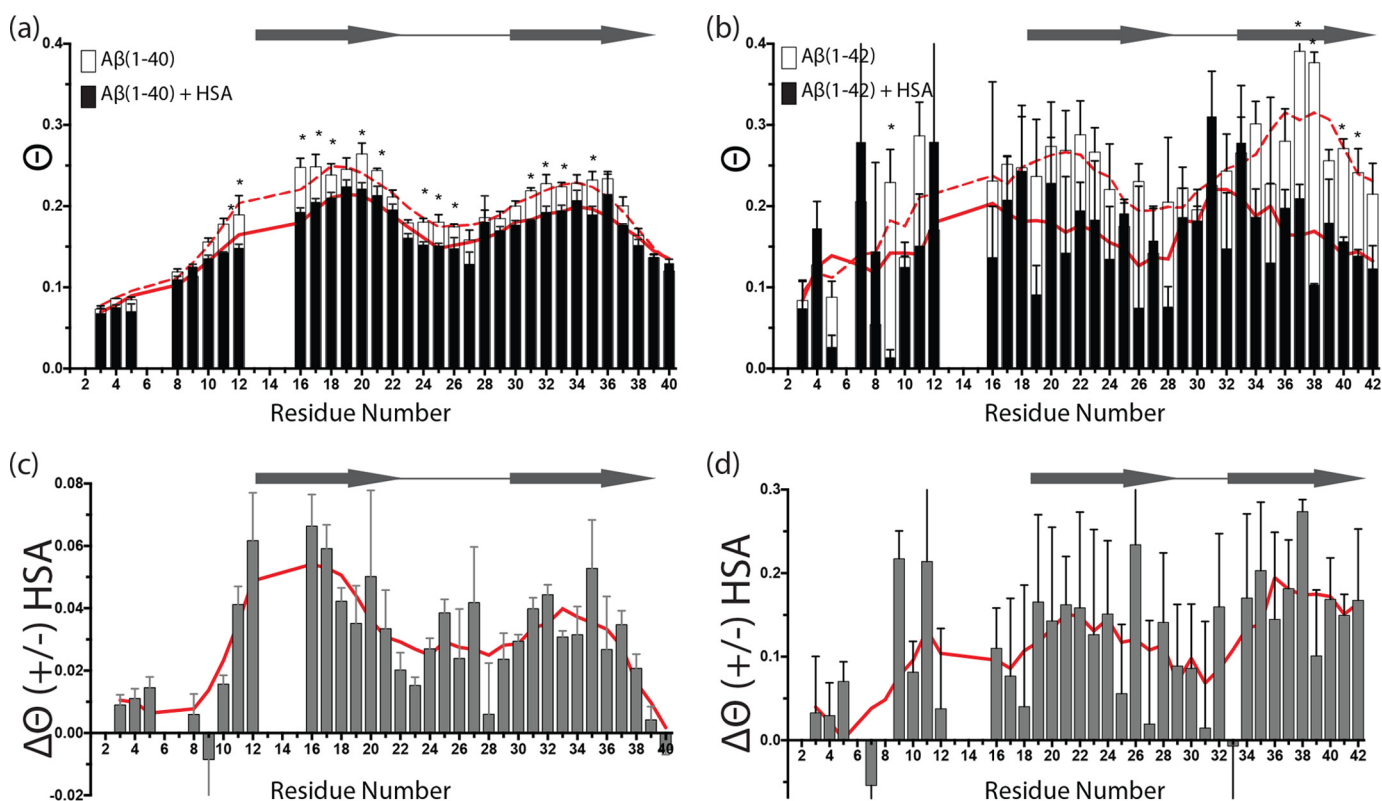 (a)
Θ
0.4
0.3
0.2
0.1
0.0
Aβ(1-40)
Aβ(1-40) + HSA
* * * * * * * * * * * * *
2 4 6 8 10 12 14 16 18 20 22 24 26 28 30 32 34 36 38 40
Residue Number
(b)
Θ
0.4
0.3
0.2
0.1
0.0
Aβ(1-42)
Aβ(1-42) + HSA
* * * * *
2 4 6 8 10 12 14 16 18 20 22 24 26 28 30 32 34 36 38 40 42
Residue Number
(c)
ΔΘ (+/-) HSA
0.08
0.06
0.04
0.02
0.00
-0.02
2 4 6 8 10 12 14 16 18 20 22 24 26 28 30 32 34 36 38 40
Residue Number
(d)
ΔΘ (+/-) HSA
0.3
0.2
0.1
0.0
2 4 6 8 10 12 14 16 18 20 22 24 26 28 30 32 34 36 38 40 42
Residue Number